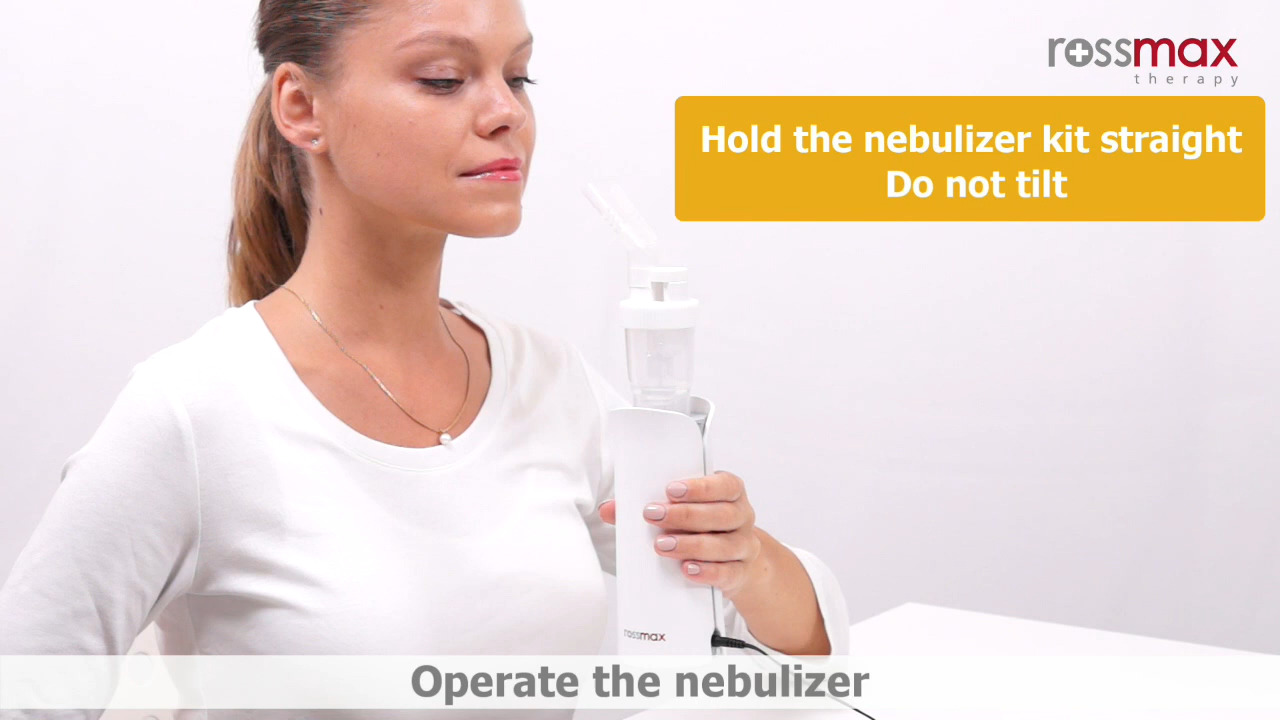 rossmax
therapy
Hold the nebulizer kit straight
Do not tilt
rossmax
Operate the nebulizer